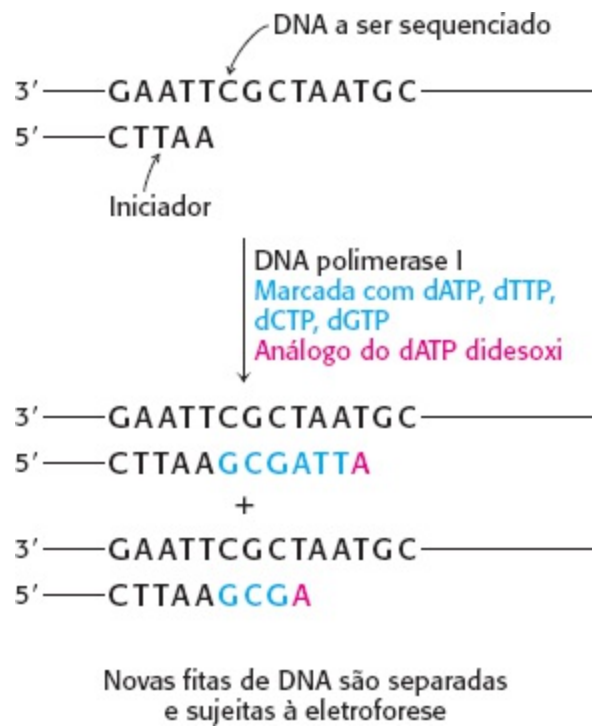 DNA a ser sequenciado
3′ GAATTCGCTAATGC
5′ CTTAA
Iniciador
DNA polimerase I
Marcada com dATP, dTTP,
dCTP, dGTP
Análogo do dATP didesoxi
3′ GAATTCGCTAATGC
5′ CTTAAGCGATTA
+
3′ GAATTCGCTAATGC
5′ CTTAAGCGA
Novas fitas de DNA são separadas
e sujeitas à eletroforese